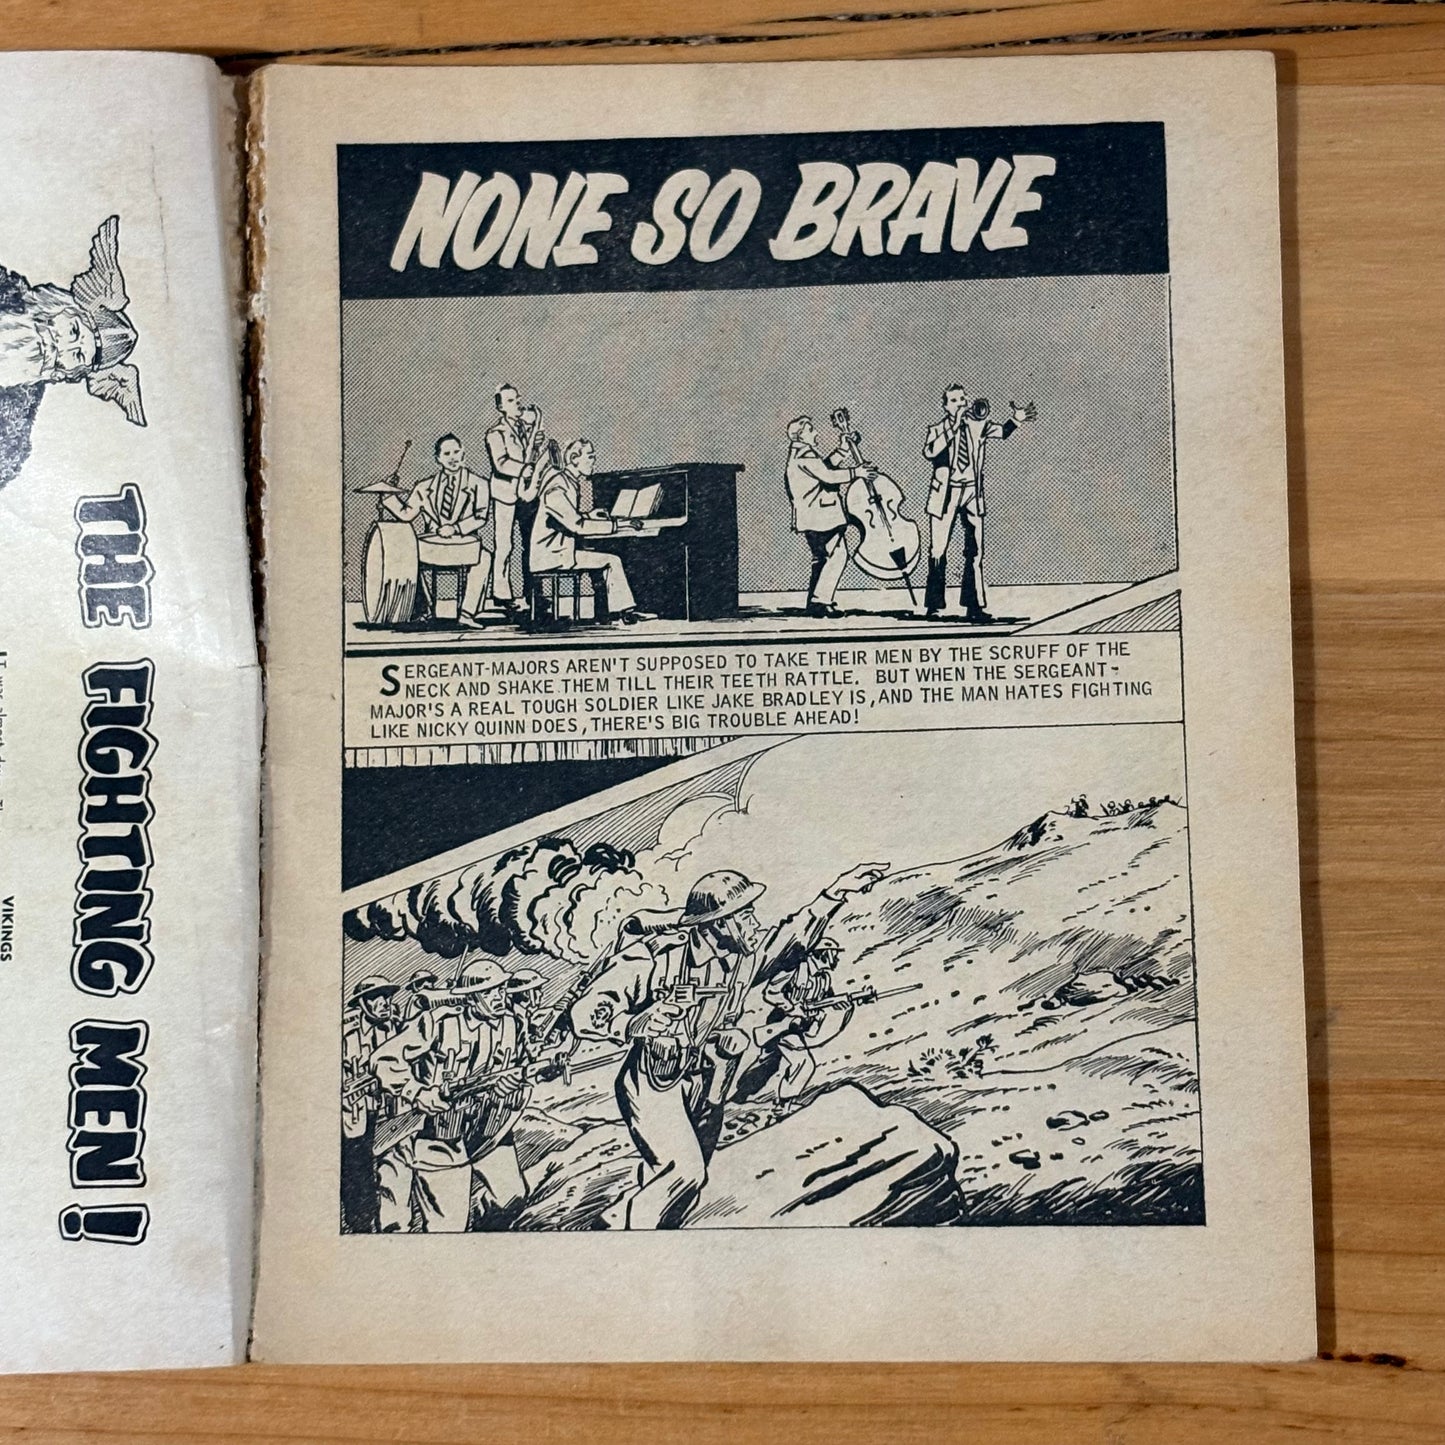 THE FIGHTING MEN!
VIKINGS
NONE SO BRAVE
SERGEANT-MAJORS AREN'T SUPPOSED TO TAKE THEIR MEN BY THE SCRUFF OF THE
NECK AND SHAKE THEM TILL THEIR TEETH RATTLE. BUT WHEN THE SERGEANT-
MAJOR'S A REAL TOUGH SOLDIER LIKE JAKE BRADLEY IS, AND THE MAN HATES FIGHTING
LIKE NICKY QUINN DOES, THERE'S BIG TROUBLE AHEAD!